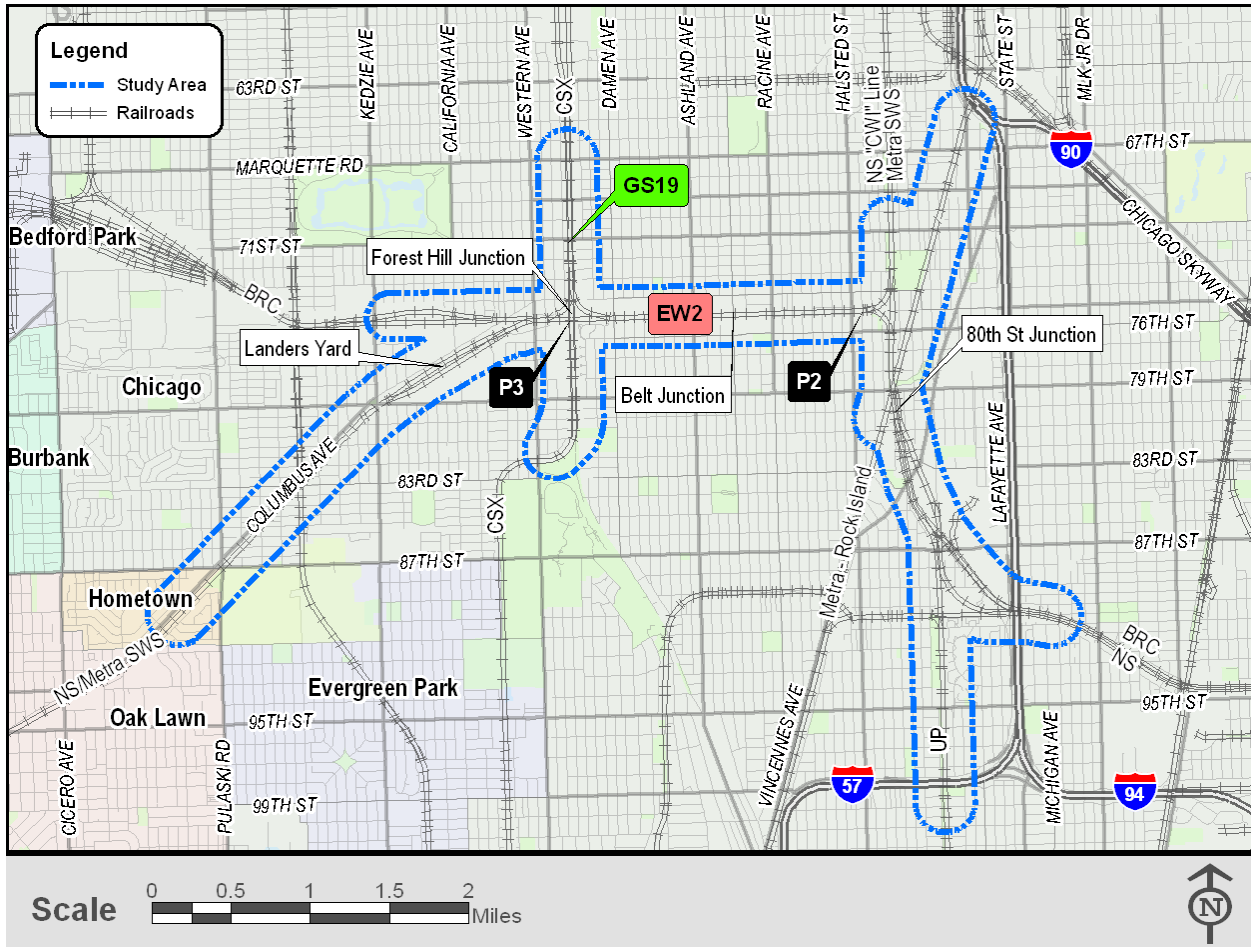 Legend
Study Area
Railroads
KEDZIE AVE
CALIFORNIA AVE
WESTERN AVE
CSX
DAMEN AVE
ASHLAND AVE
RACINE AVE
HALSTED ST
NS "CWI" Line
Metra SWS
STATE ST
MLK JR DR
63RD ST
67TH ST
90
MARQUETTE RD
GS19
CHICAGO SKYWAY
Bedford Park
71ST ST
Forest Hill Junction
BRC
EW2
76TH ST
80th St Junction
Landers Yard
P3
P2
79TH ST
Chicago
Belt Junction
LAFAYETTE AVE
Burbank
COLUMBUS AVE
83RD ST
83RD ST
CSX
Metra - Rock Island
87TH ST
87TH ST
Hometown
NS/Metra SWS
BRC
NS
Evergreen Park
Oak Lawn
95TH ST
95TH ST
CICERO AVE
PULASKI RD
VINCENNES AVE
UP
MICHIGAN AVE
57
94
99TH ST
Scale
0 0.5 1 1 2
Miles
N